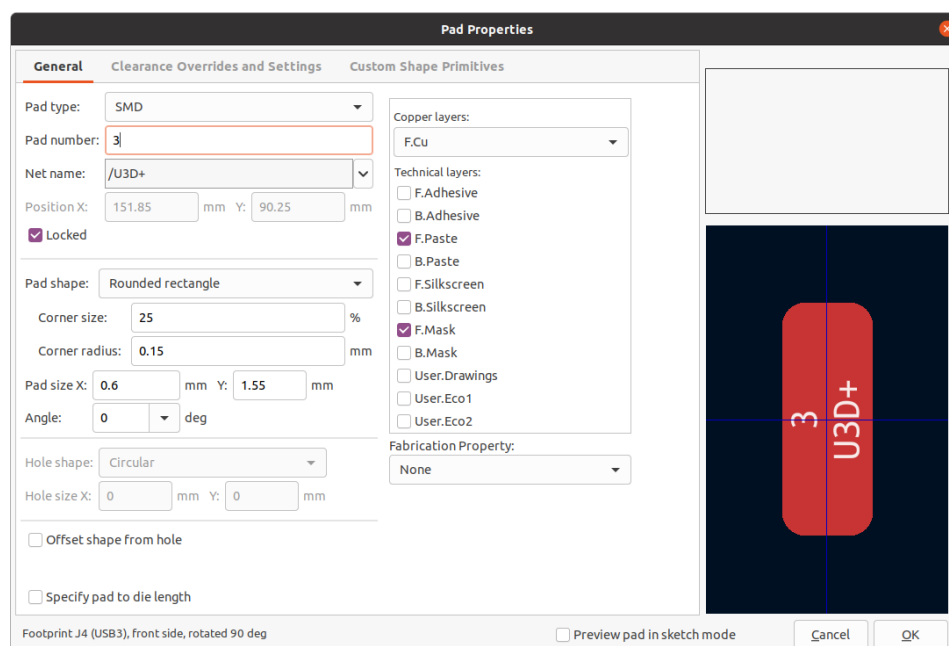 Pad Properties
General Clearance Overrides and Settings Custom Shape Primitives
Pad type: SMD
Pad number: 3
Net name: /U3D+
Position X: 151.85 mm Y: 90.25 mm
Locked
Pad shape: Rounded rectangle
Corner size: 25 %
Corner radius: 0.15 mm
Pad size X: 0.6 mm Y: 1.55 mm
Angle: 0 deg
Hole shape: Circular
Hole size X: 0 mm Y: 0 mm
Offset shape from hole
Specify pad to die length
Copper layers:
F.Cu
Technical layers:
F.Adhesive
B.Adhesive
F.Paste
B.Paste
F.Silkscreen
B.Silkscreen
F.Mask
B.Mask
User.Drawings
User.Eco1
User.Eco2
Fabrication Property:
None
3
U3D+
Footprint J4 (USB3), front side, rotated 90 deg
Preview pad in sketch mode
Cancel OK